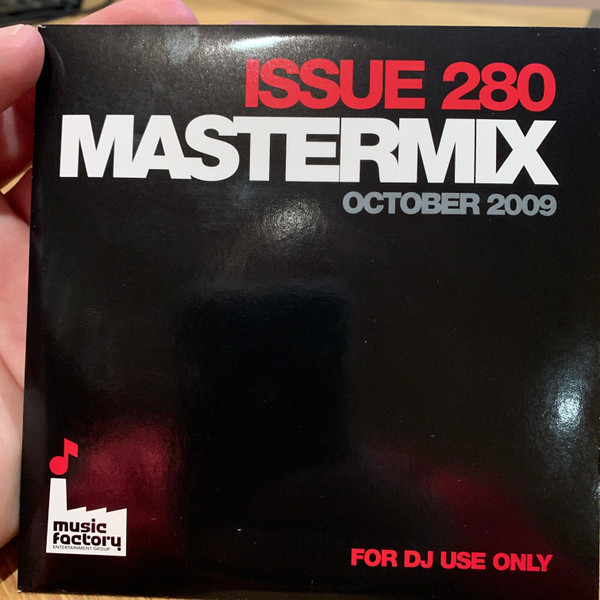 ISSUE 280
MASTERMIX
OCTOBER 2009
music
factory
ENTERTAINMENT GROUP
FOR DJ USE ONLY